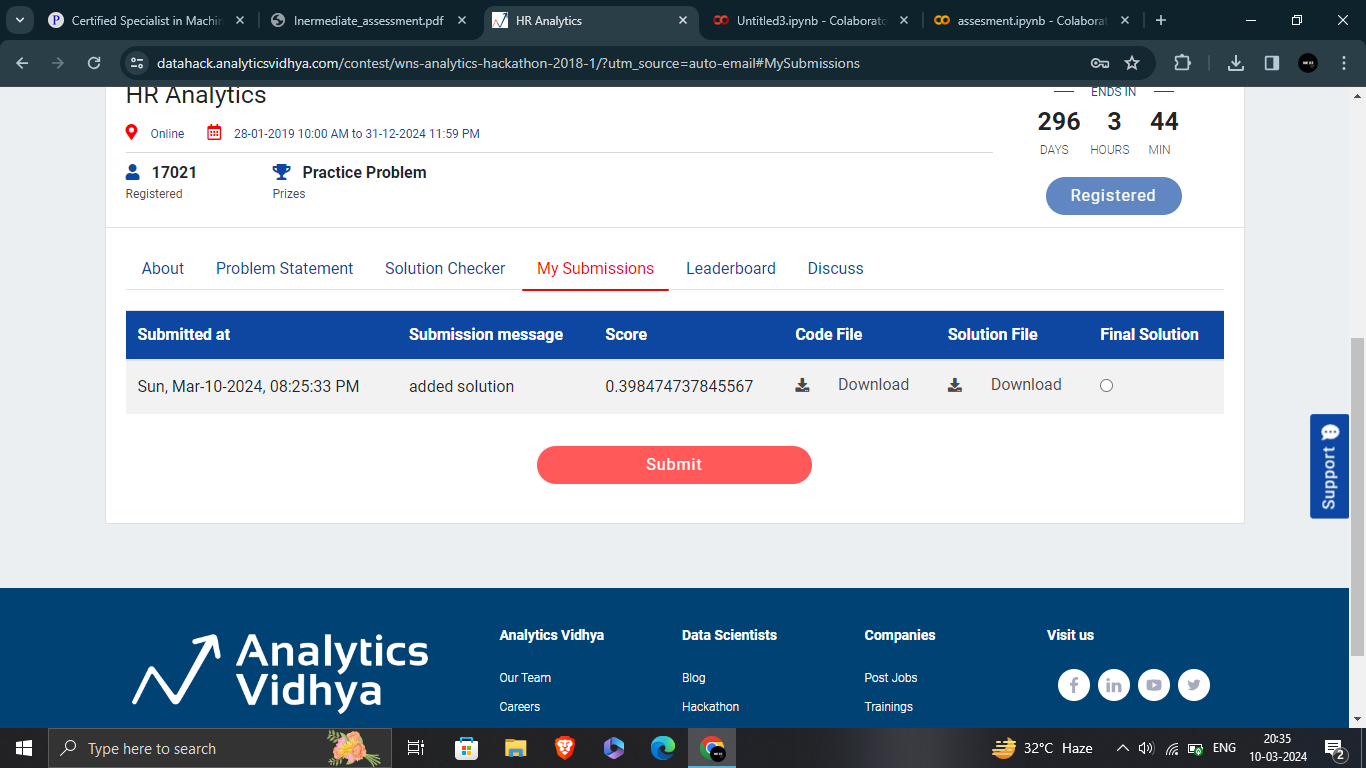 Certified Specialist in Machin
Inermediate_assessment.pdf
HR Analytics
Untitled3.ipynb - Colaborato
assesment.ipynb - Colaborat
datahack.analyticsvidhya.com/contest/wns-analytics-hackathon-2018-1/?utm_source=auto-email#MySubmissions
HR Analytics
ENDS IN
Online
28-01-2019 10:00 AM to 31-12-2024 11:59 PM
296 3 44
DAYS HOURS MIN
17021
Practice Problem
Registered
Prizes
Registered
About Problem Statement Solution Checker My Submissions Leaderboard Discuss
Submitted at Submission message Score Code File Solution File Final Solution
Sun, Mar-10-2024, 08:25:33 PM added solution 0.398474737845567 Download Download
Submit
Support
Analytics
Vidhya
Analytics Vidhya
Our Team
Careers
Data Scientists
Blog
Hackathon
Companies
Post Jobs
Trainings
Visit us
Type here to search
32°C Haze
ENG
20:35
10-03-2024
2